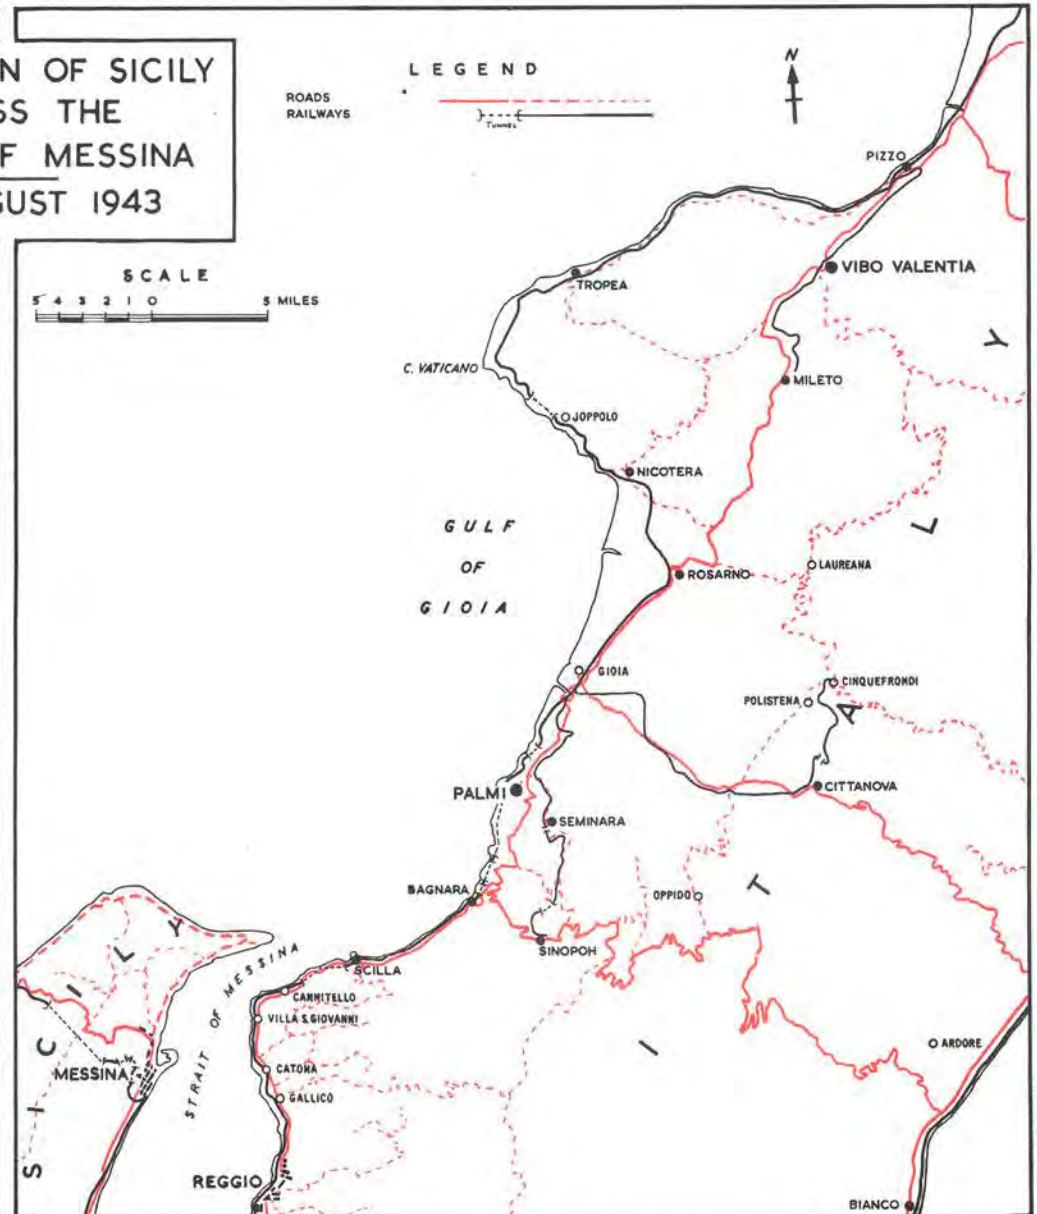 N OF SICILY
SS THE
F MESSINA
GUST 1943
LEGEND
ROADS
RAILWAYS
TUNNEL
N
SCALE
5 4 3 2 1 0 5 MILES
PIZZO
VIBO VALENTIA
TROPEA
C. VATICANO
MILETO
JOPPOLO
NICOTERA
GULF
OF
GIOIA
ROSARNO
LAUREANA
GIOIA
CINQUEFRONDI
POLISTENA
PALMI
CITTANOVA
SEMINARA
BAGNARA
OPPIDO
SINOPOH
SCILLA
STRAIT OF MESSINA
CANNITELLO
VILLA S. GIOVANNI
CATONA
GALLICO
MESSINA
REGGIO
ARDORE
BIANCO
SICILY
ITALY